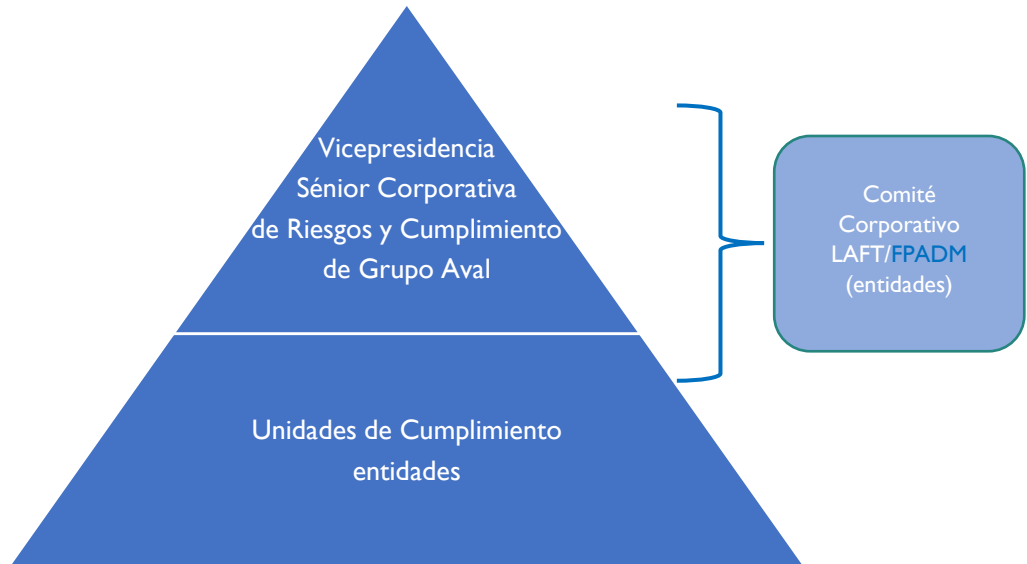 Vicepresidencia
Sénior Corporativa
de Riesgos y Cumplimiento
de Grupo Aval
Comité
Corporativo
LAFT/FPADM
(entidades)
Unidades de Cumplimiento
entidades